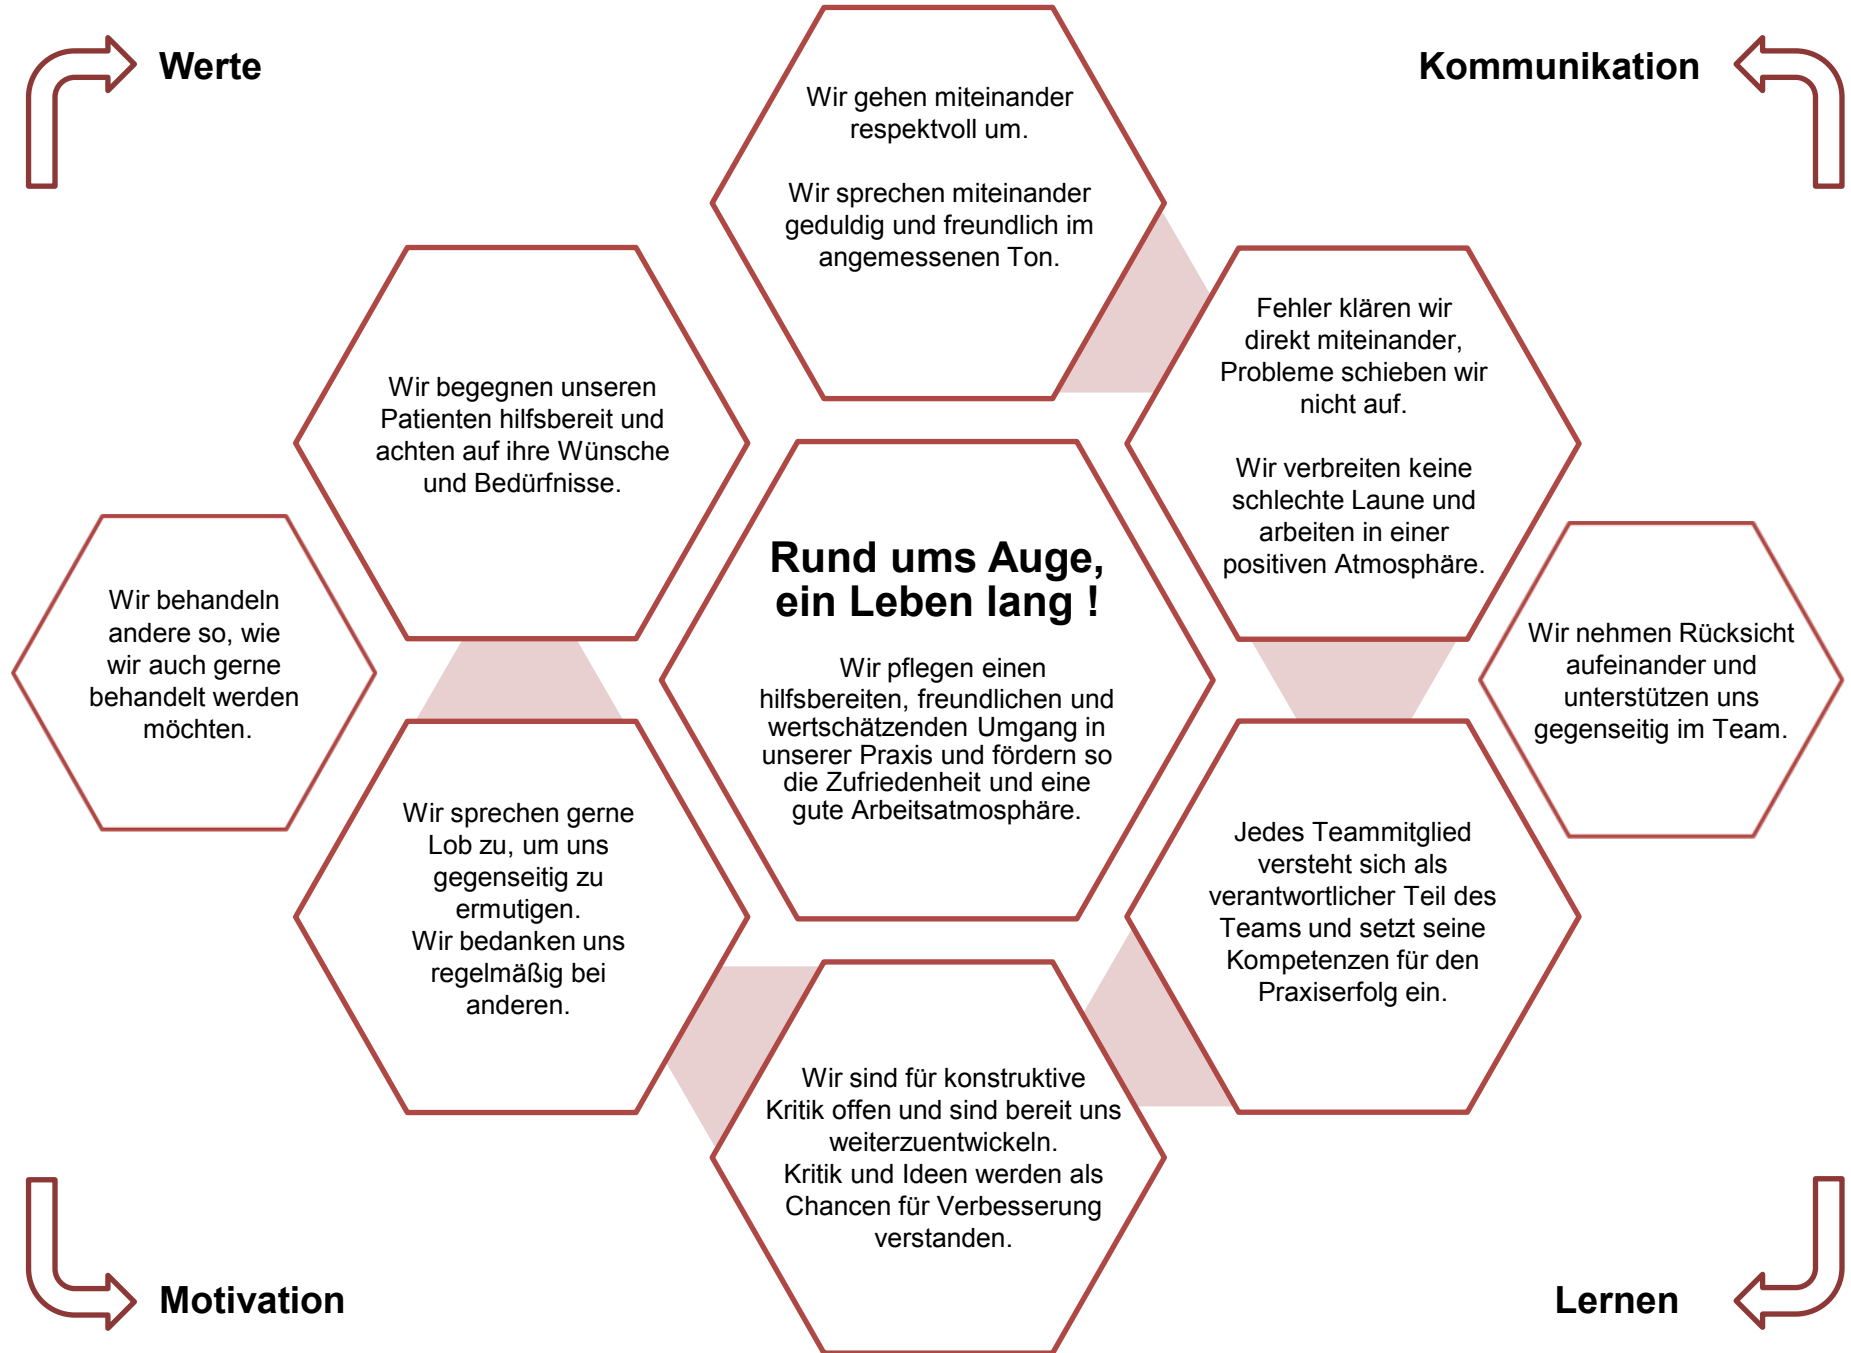 Werte
Kommunikation
Wir gehen miteinander
respektvoll um.
Wir sprechen miteinander
geduldig und freundlich im
angemessenen Ton.
Wir begegnen unseren
Patienten hilfsbereit und
achten auf ihre Wünsche
und Bedürfnisse.
Fehler klären wir
direkt miteinander,
Probleme schieben wir
nicht auf.
Wir verbreiten keine
schlechte Laune und
arbeiten in einer
positiven Atmosphäre.
Wir behandeln
andere so, wie
wir auch gerne
behandelt werden
möchten.
Rund ums Auge,
ein Leben lang !
Wir pflegen einen
hilfsbereiten, freundlichen und
wertschätzenden Umgang in
unserer Praxis und fördern so
die Zufriedenheit und eine
gute Arbeitsatmosphäre.
Wir nehmen Rücksicht
aufeinander und
unterstützen uns
gegenseitig im Team.
Wir sprechen gerne
Lob zu, um uns
gegenseitig zu
ermutigen.
Wir bedanken uns
regelmäßig bei
anderen.
Jedes Teammitglied
versteht sich als
verantwortlicher Teil des
Teams und setzt seine
Kompetenzen für den
Praxiserfolg ein.
Wir sind für konstruktive
Kritik offen und sind bereit uns
weiterzuentwickeln.
Kritik und Ideen werden als
Chancen für Verbesserung
verstanden.
Motivation
Lernen